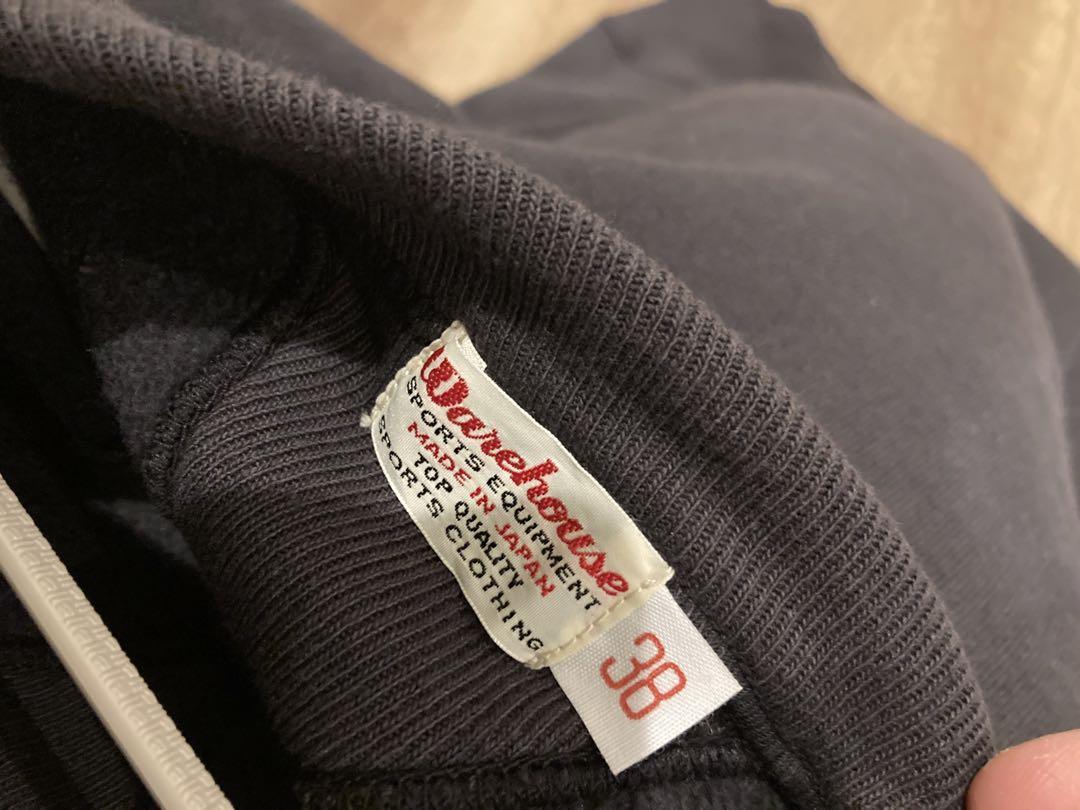 Warehouse
SPORTS EQUIPMENT
MADE IN JAPAN
TOP QUALITY
SPORTS CLOTHING
38